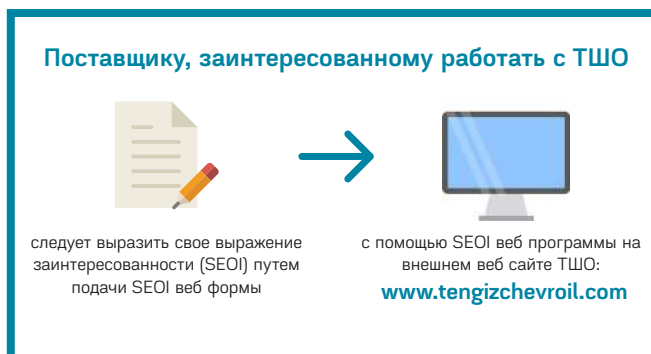 Поставщику, заинтересованному работать с ТШО
следует выразить свое выражение
заинтересованности (SEOI) путем
подачи SEOI веб формы
с помощью SEOI веб программы на
внешнем веб сайте ТШО:
www.tengizchevroil.com